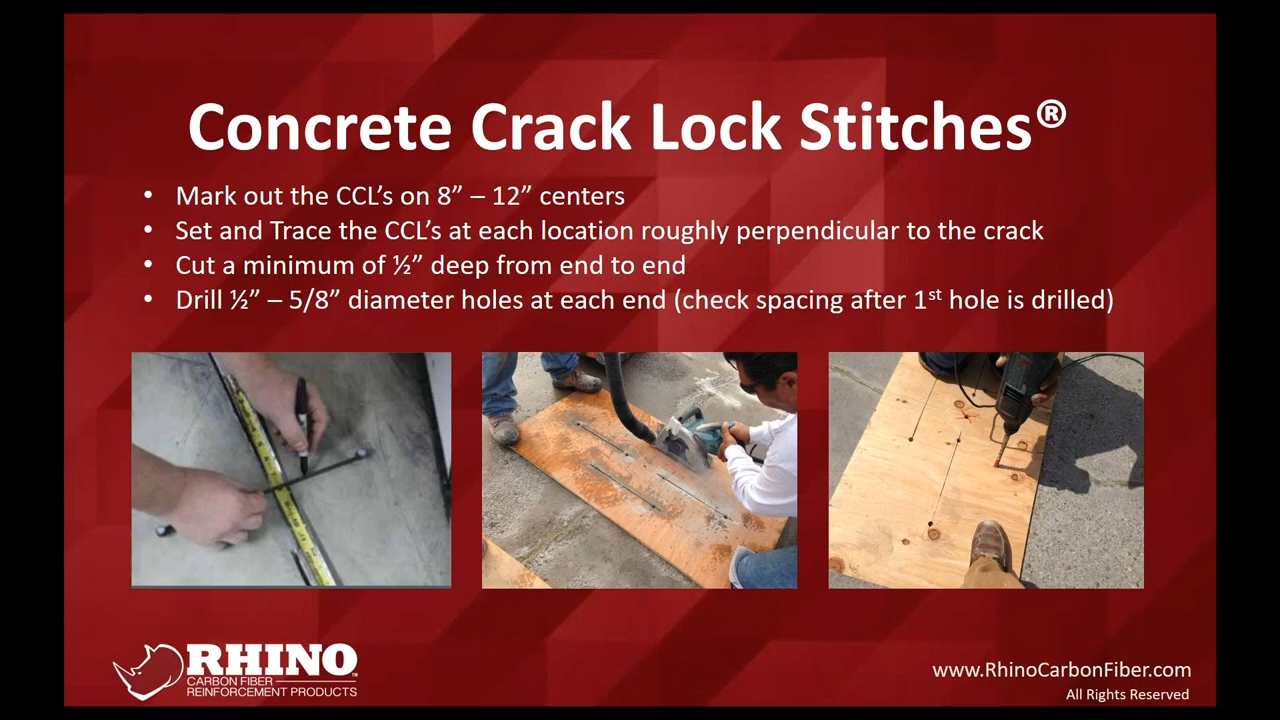 Concrete Crack Lock Stitches®
• Mark out the CCL’s on 8” – 12” centers
• Set and Trace the CCL’s at each location roughly perpendicular to the crack
• Cut a minimum of ½” deep from end to end
• Drill ½” – 5/8” diameter holes at each end (check spacing after 1st hole is drilled)
RHINO™
CARBON FIBER
REINFORCEMENT PRODUCTS
www.RhinoCarbonFiber.com
All Rights Reserved